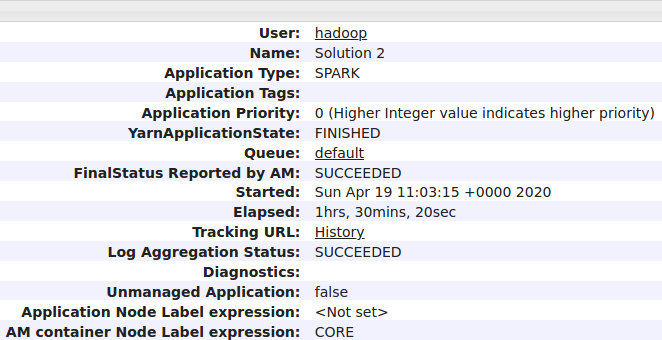 User: hadoop
Name: Solution 2
Application Type: SPARK
Application Tags:
Application Priority: 0 (Higher Integer value indicates higher priority)
YarnApplicationState: FINISHED
Queue: default
FinalStatus Reported by AM: SUCCEEDED
Started: Sun Apr 19 11:03:15 +0000 2020
Elapsed: 1hrs, 30mins, 20sec
Tracking URL: History
Log Aggregation Status: SUCCEEDED
Diagnostics:
Unmanaged Application: false
Application Node Label expression: <Not set>
AM container Node Label expression: CORE